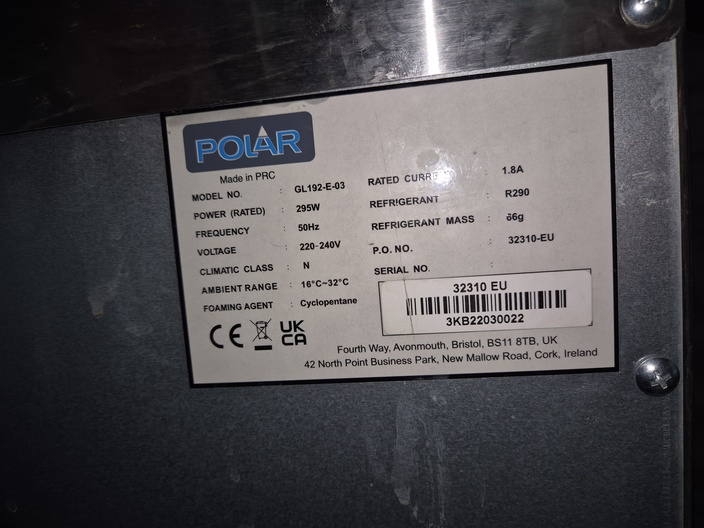 POLAR
Made in PRC
MODEL NO. : GL192-E-03
POWER (RATED) : 295W
FREQUENCY : 50Hz
VOLTAGE : 220-240V
CLIMATIC CLASS : N
AMBIENT RANGE : 16°C~32°C
FOAMING AGENT : Cyclopentane
RATED CURRENT : 1.8A
REFRIGERANT : R290
REFRIGERANT MASS : 66g
P.O. NO. : 32310-EU
SERIAL NO. :
32310 EU
3KB22030022
CE UK CA
Fourth Way, Avonmouth, Bristol, BS11 8TB, UK
42 North Point Business Park, New Mallow Road, Cork, Ireland